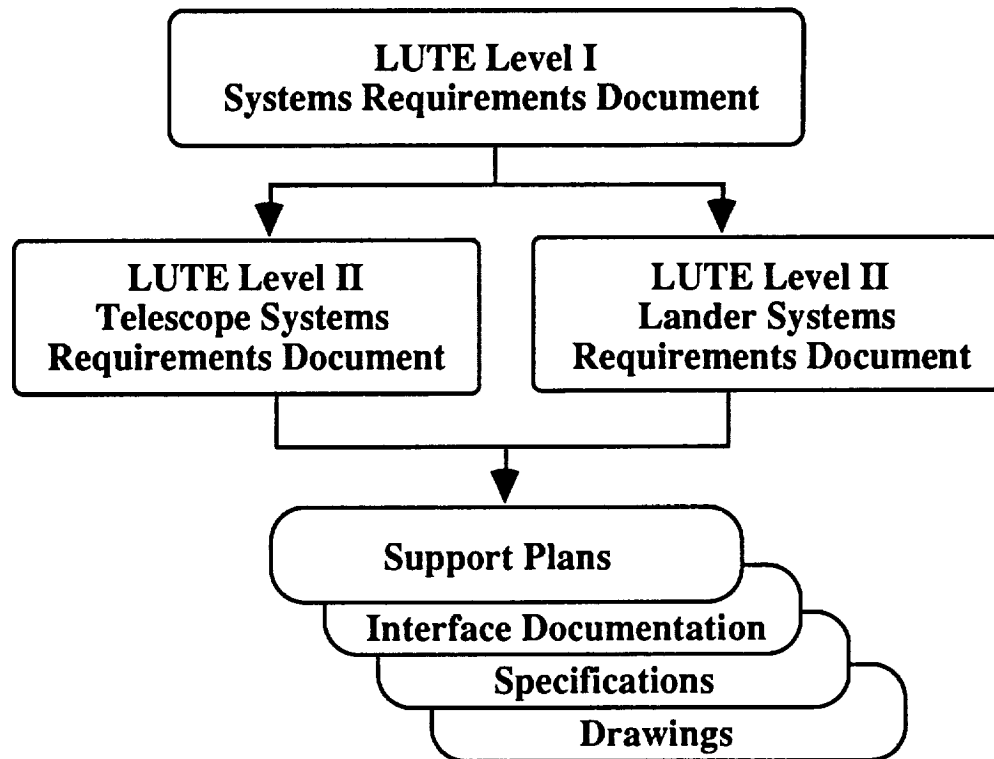 LUTE Level I
Systems Requirements Document
LUTE Level II
Telescope Systems
Requirements Document
LUTE Level II
Lander Systems
Requirements Document
Support Plans
Interface Documentation
Specifications
Drawings